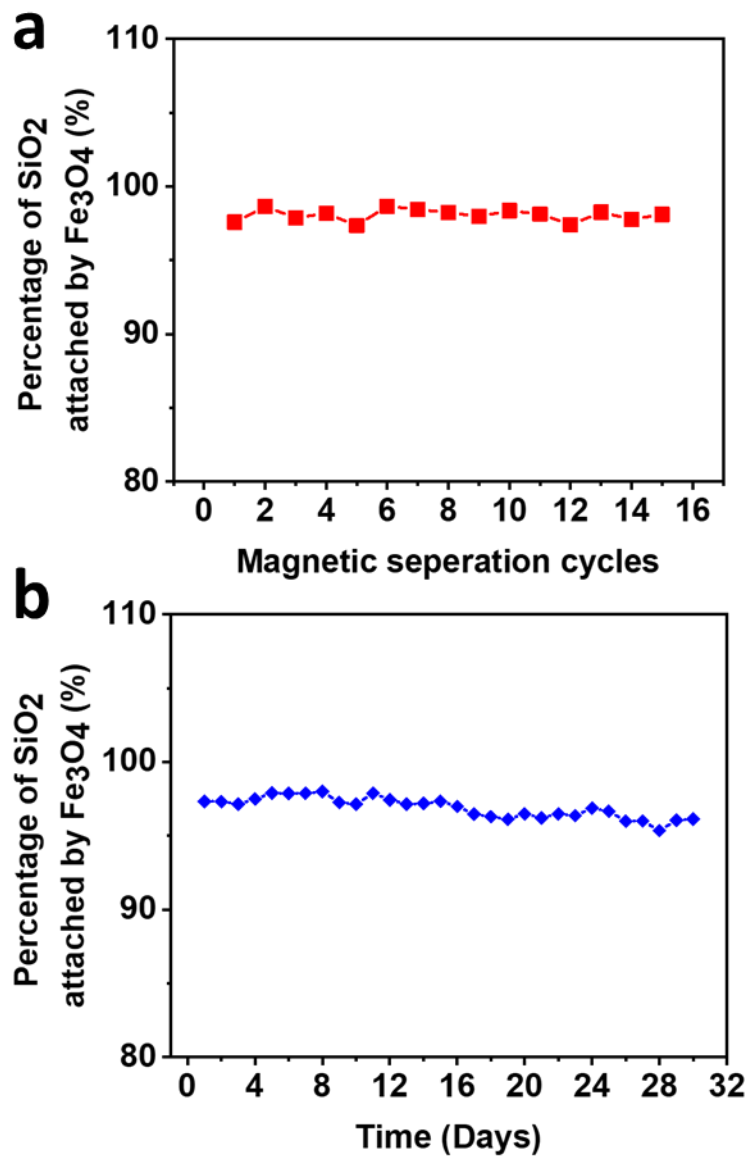 a
110
100
90
80
Percentage of SiO2
attached by Fe3O4 (%)
0 2 4 6 8 10 12 14 16
Magnetic seperation cycles
b
110
100
90
80
Percentage of SiO2
attached by Fe3O4 (%)
0 4 8 12 16 20 24 28 32
Time (Days)